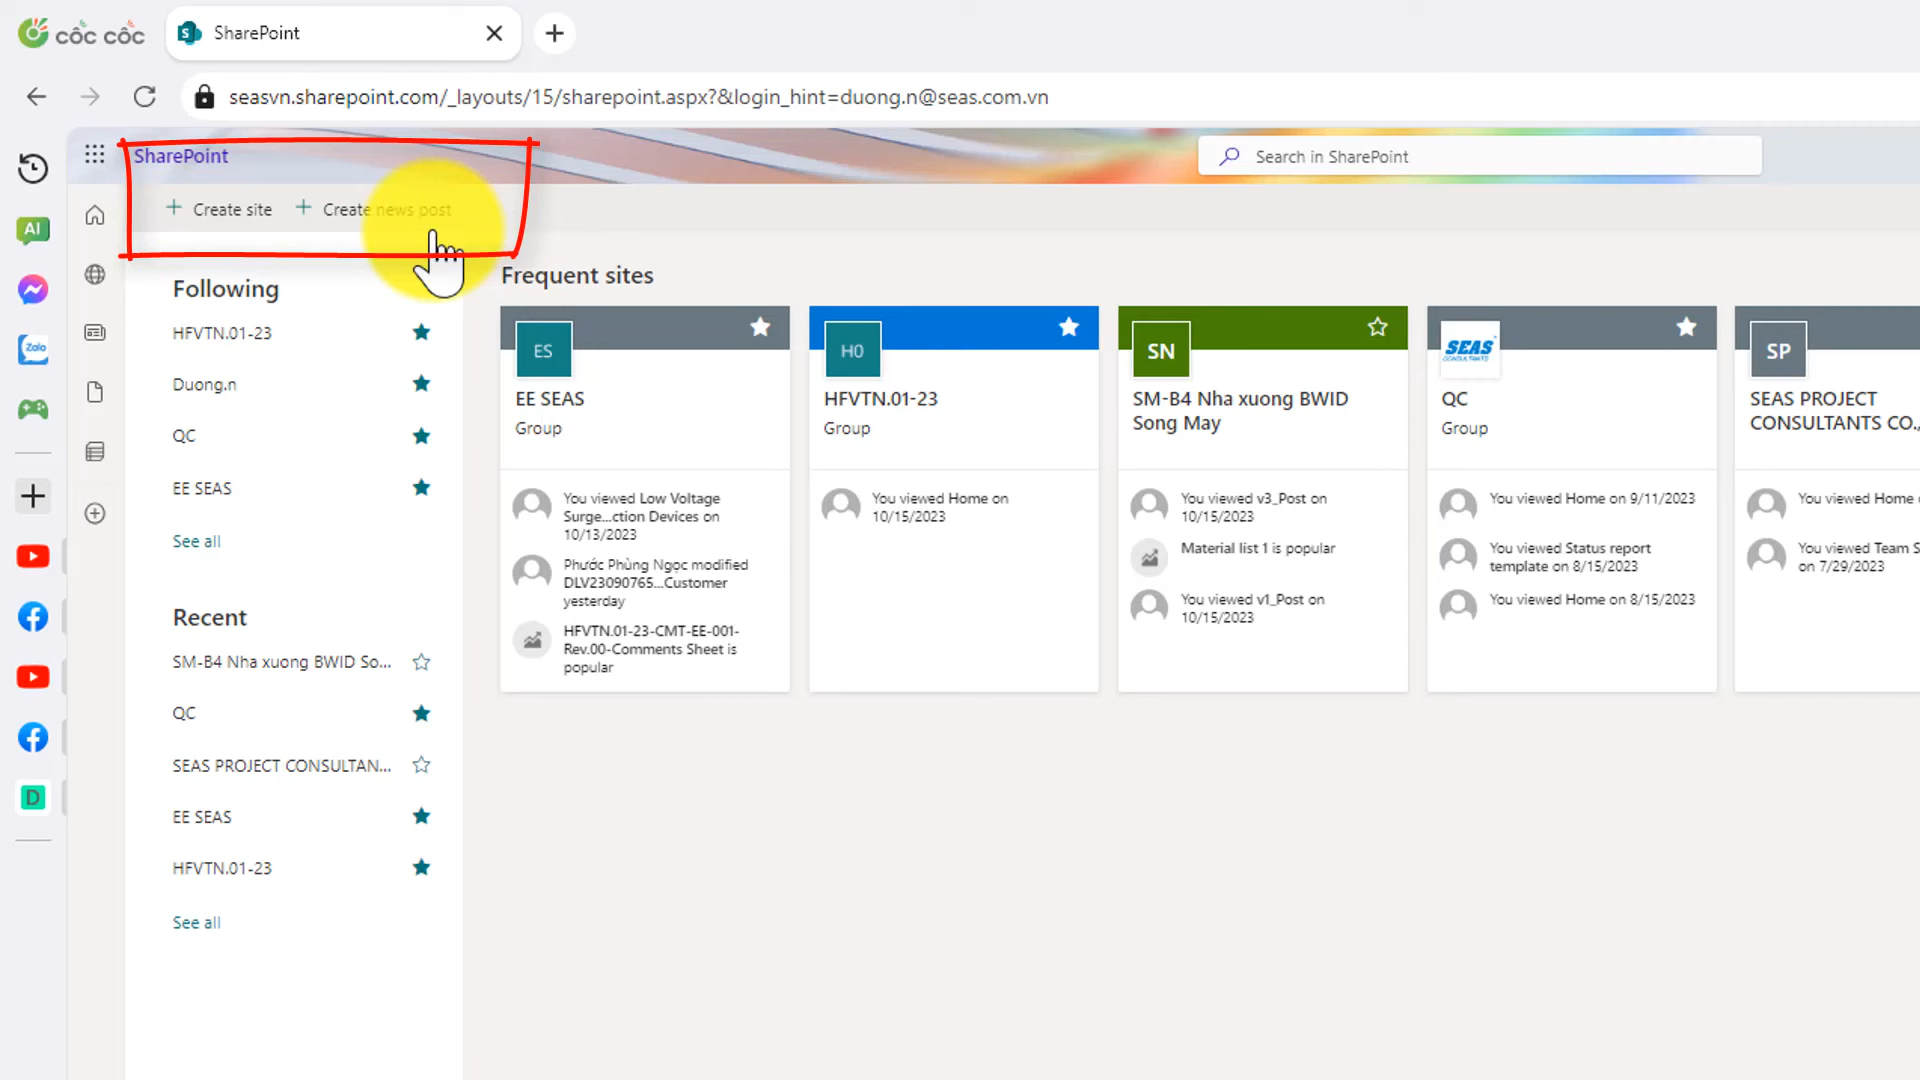 cốc cốc
SharePoint
seasvn.sharepoint.com/_layouts/15/sharepoint.aspx?&login_hint=duong.n@seas.com.vn
SharePoint
Search in SharePoint
AI
Create site
Create news post
Following
HFVTN.01-23
Duong.n
QC
EE SEAS
See all
Zalo
Recent
SM-B4 Nha xuong BWID So...
QC
SEAS PROJECT CONSULTAN...
EE SEAS
HFVTN.01-23
See all
D
Frequent sites
ES
EE SEAS
Group
You viewed Low Voltage
Surge...ction Devices on
10/13/2023
Phước Phùng Ngọc modified
DLV23090765...Customer
yesterday
HFVTN.01-23-CMT-EE-001-
Rev.00-Comments Sheet is
popular
H0
HFVTN.01-23
Group
You viewed Home on
10/15/2023
SN
SM-B4 Nha xuong BWID
Song May
You viewed v3_Post on
10/15/2023
Material list 1 is popular
You viewed v1_Post on
10/15/2023
SEAS
CONSULTANTS
QC
Group
You viewed Home on 9/11/2023
You viewed Status report
template on 8/15/2023
You viewed Home on 8/15/2023
SP
SEAS PROJECT
CONSULTANTS CO.,
You viewed Home
You viewed Team S
on 7/29/2023